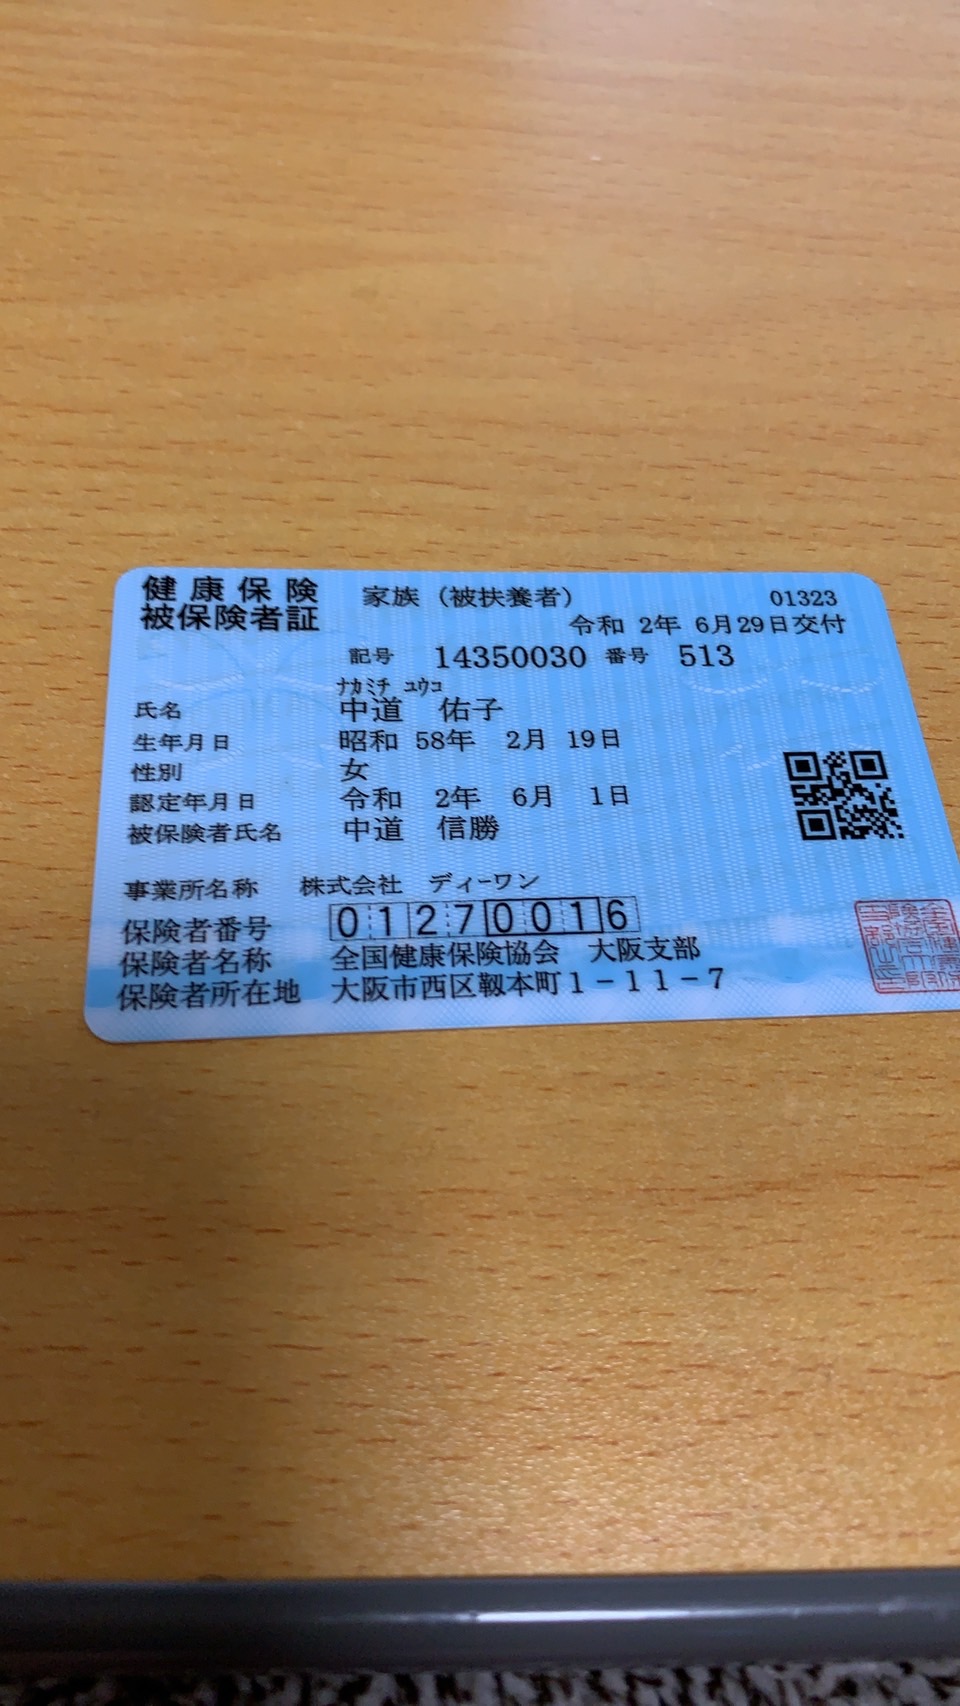 健康保険 家族（被扶養者） 01323
被保険者証 令和 2年 6月29日交付
記号 14350030 番号 513
ﾅｶﾐﾁ ﾕｳｺ
氏名 中道 佑子
生年月日 昭和 58年 2月 19日
性別 女
認定年月日 令和 2年 6月 1日
被保険者氏名 中道 信勝
事業所名称 株式会社 ディーワン
保険者番号 01270016
保険者名称 全国健康保険協会 大阪支部
保険者所在地 大阪市西区靱本町1－11－7